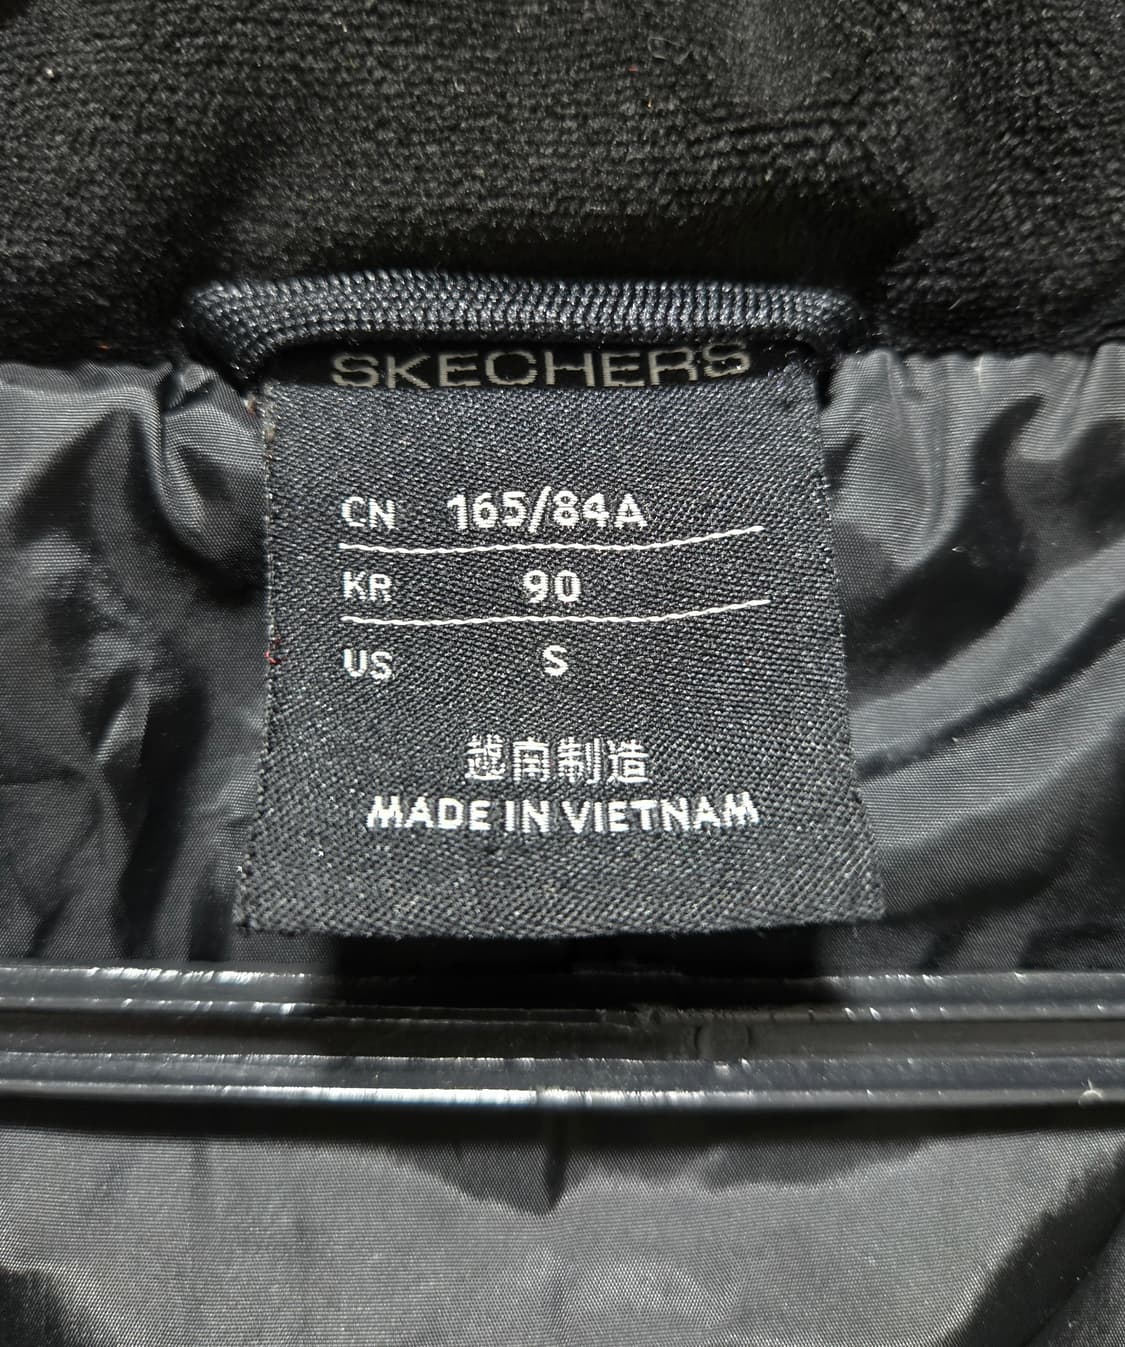 SKECHERS
CN 165/84A
KR 90
US S
越南制造
MADE IN VIETNAM